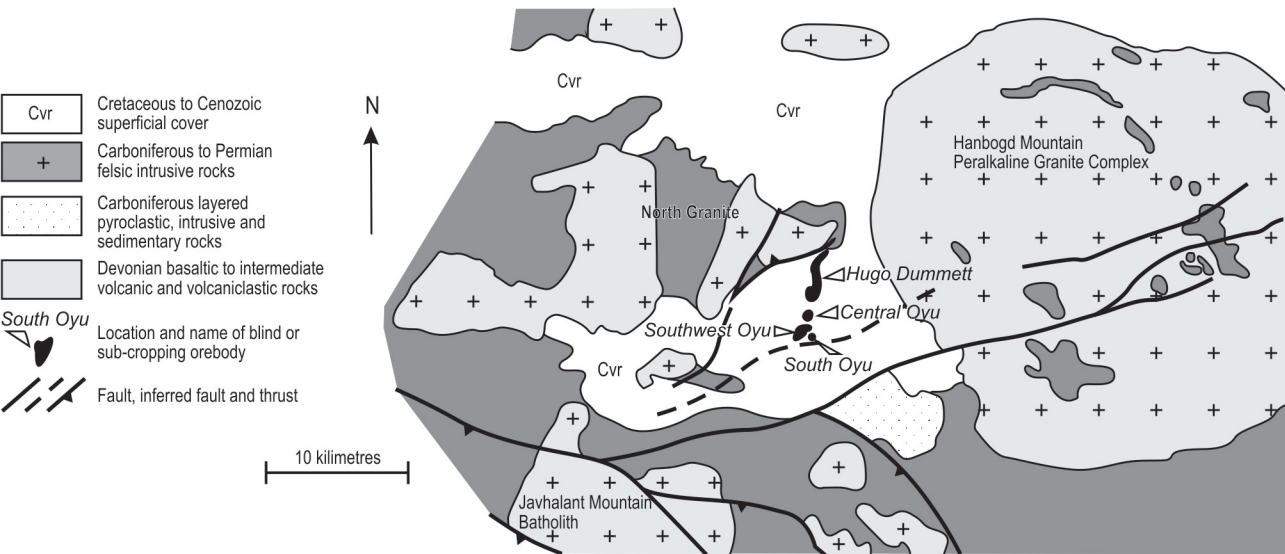 Cvr
Cretaceous to Cenozoic
superficial cover
Carboniferous to Permian
felsic intrusive rocks
Carboniferous layered
pyroclastic, intrusive and
sedimentary rocks
Devonian basaltic to intermediate
volcanic and volcaniclastic rocks
South Oyu
Location and name of blind or
sub-cropping orebody
Fault, inferred fault and thrust
N
10 kilimetres
Cvr
Cvr
Hanbogd Mountain
Peralkaline Granite Complex
North Granite
Hugo Dummett
Central Oyu
Southwest Oyu
South Oyu
Cvr
Javhalant Mountain
Batholith